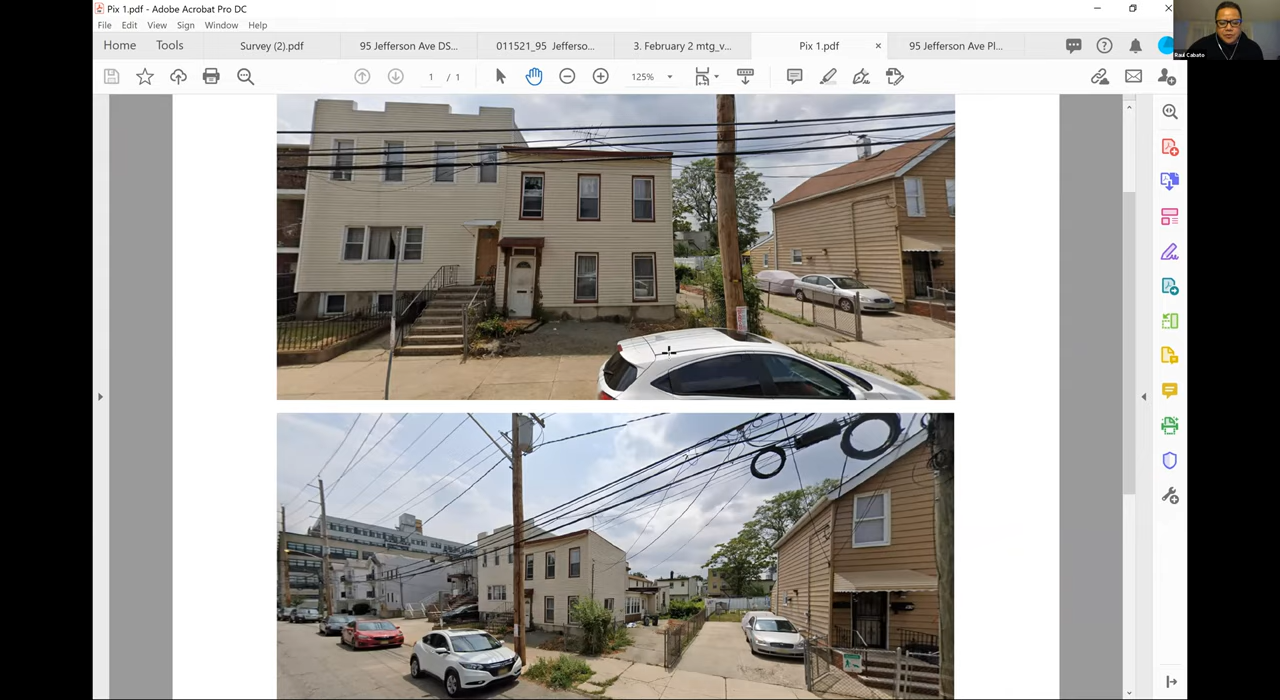 Pix 1.pdf - Adobe Acrobat Pro DC
File Edit View Sign Window Help
Home Tools Survey (2).pdf 95 Jefferson Ave DS... 011521_95 Jefferso... 3. February 2 mtg_v... Pix 1.pdf × 95 Jefferson Ave Pl...
1 / 1 125%
Raul Cabato